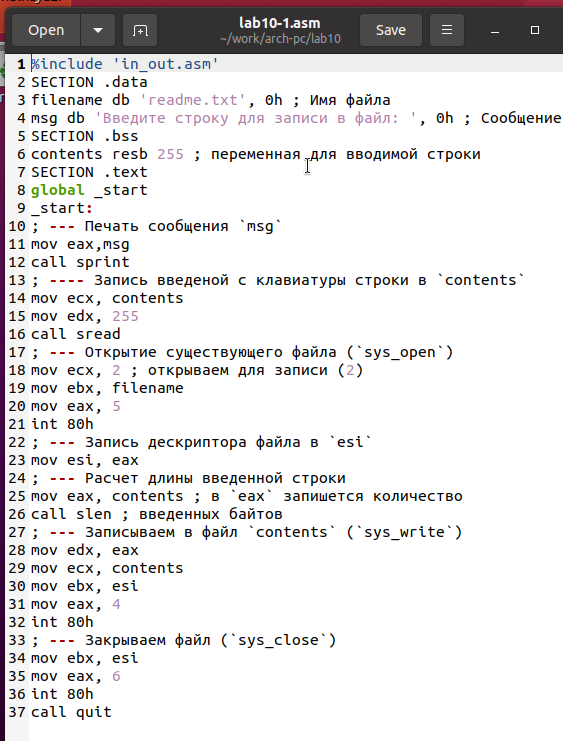 Open
lab10-1.asm
~/work/arch-pc/lab10
Save
1 %include 'in_out.asm'
2 SECTION .data
3 filename db 'readme.txt', 0h ; Имя файла
4 msg db 'Введите строку для записи в файл: ', 0h ; Сообщение
5 SECTION .bss
6 contents resb 255 ; переменная для вводимой строки
7 SECTION .text
8 global _start
9 _start:
10 ; --- Печать сообщения `msg`
11 mov eax,msg
12 call sprint
13 ; ---- Запись введеной с клавиатуры строки в `contents`
14 mov ecx, contents
15 mov edx, 255
16 call sread
17 ; --- Открытие существующего файла (`sys_open`)
18 mov ecx, 2 ; открываем для записи (2)
19 mov ebx, filename
20 mov eax, 5
21 int 80h
22 ; --- Запись дескриптора файла в `esi`
23 mov esi, eax
24 ; --- Расчет длины введенной строки
25 mov eax, contents ; в `eax` запишется количество
26 call slen ; введенных байтов
27 ; --- Записываем в файл `contents` (`sys_write`)
28 mov edx, eax
29 mov ecx, contents
30 mov ebx, esi
31 mov eax, 4
32 int 80h
33 ; --- Закрываем файл (`sys_close`)
34 mov ebx, esi
35 mov eax, 6
36 int 80h
37 call quit